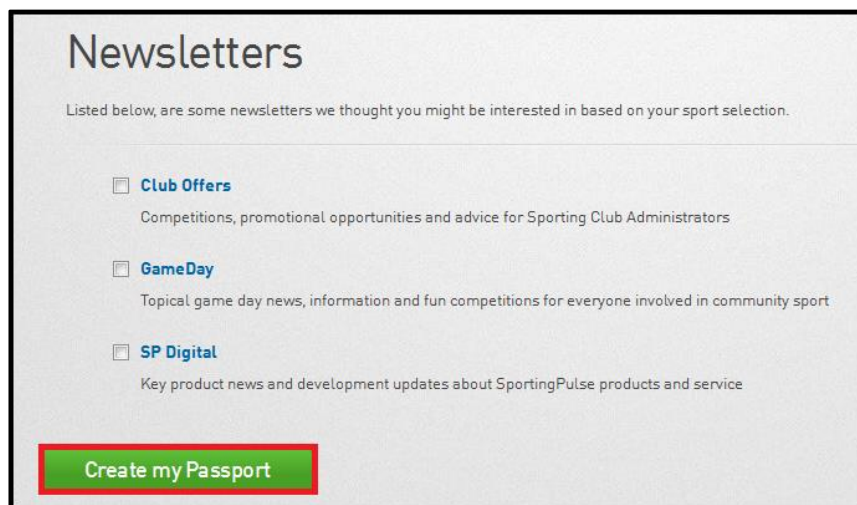 Newsletters
Listed below, are some newsletters we thought you might be interested in based on your sport selection.
Club Offers
Competitions, promotional opportunities and advice for Sporting Club Administrators
GameDay
Topical game day news, information and fun competitions for everyone involved in community sport
SP Digital
Key product news and development updates about SportingPulse products and service
Create my Passport